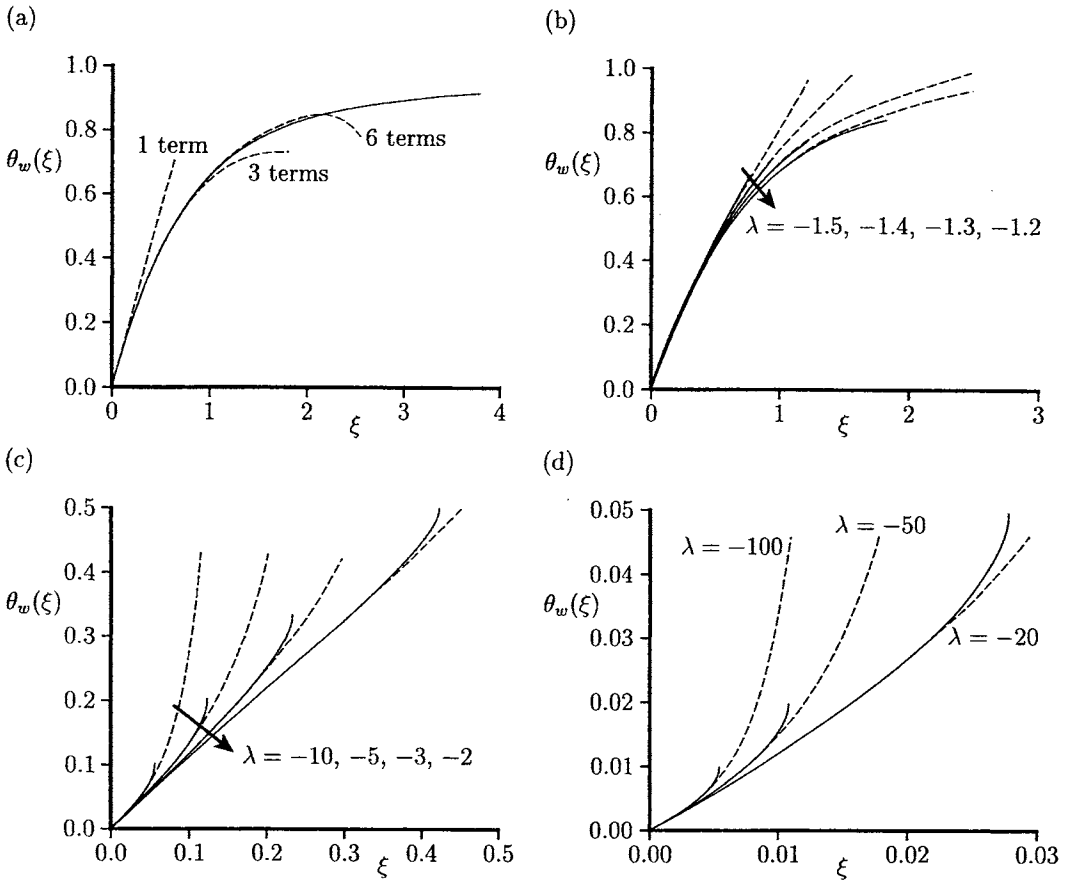 (a)
1.0
0.8
0.6
0.4
0.2
0.0
θ_w(ξ)
1 term
3 terms
6 terms
0 1 2 3 4
ξ
(b)
1.0
0.8
0.6
0.4
0.2
0.0
θ_w(ξ)
λ = −1.5, −1.4, −1.3, −1.2
0 1 2 3
ξ
(c)
0.5
0.4
0.3
0.2
0.1
0.0
θ_w(ξ)
λ = −10, −5, −3, −2
0.0 0.1 0.2 0.3 0.4 0.5
ξ
(d)
0.05
0.04
0.03
0.02
0.01
0.00
θ_w(ξ)
λ = −100
λ = −50
λ = −20
0.00 0.01 0.02 0.03
ξ